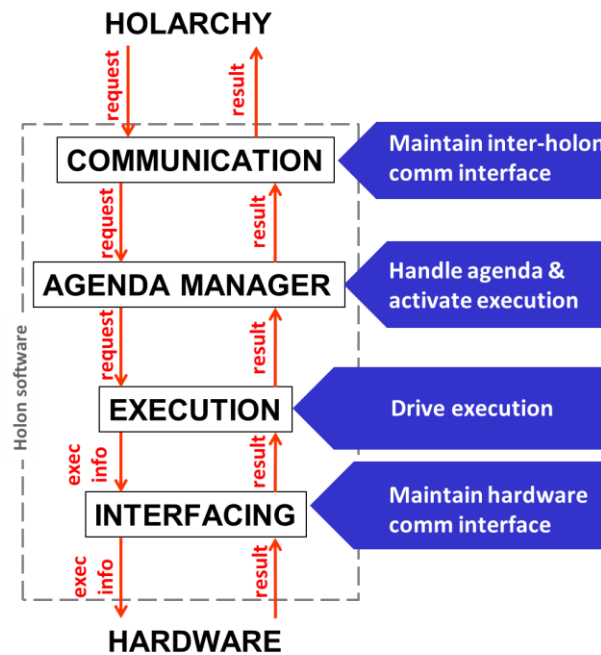 HOLARCHY
request
result
COMMUNICATION
Maintain inter-holon
comm interface
request
result
AGENDA MANAGER
Handle agenda &
activate execution
request
result
Holon software
EXECUTION
Drive execution
exec
info
result
INTERFACING
Maintain hardware
comm interface
exec
info
result
HARDWARE